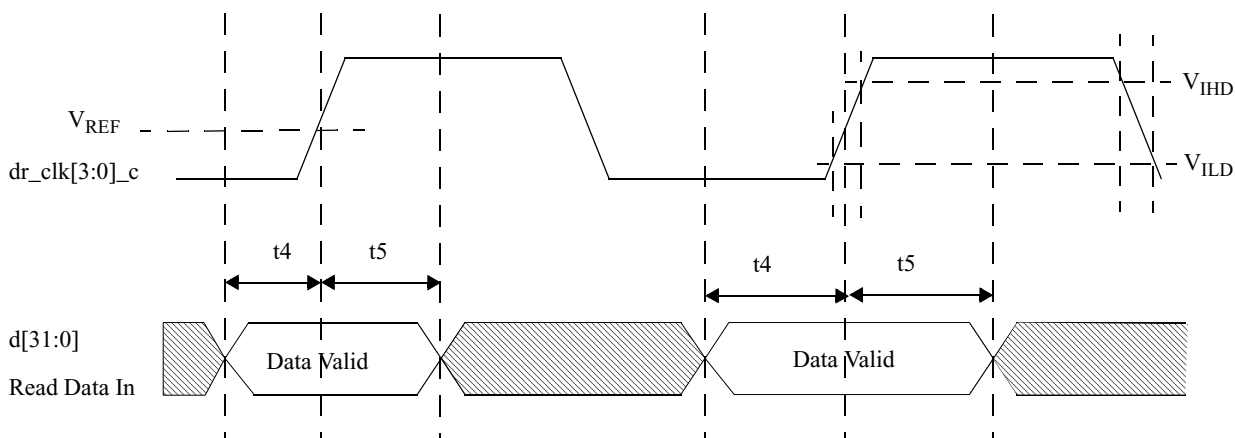 V_IHD
V_REF
dr_clk[3:0]_c
V_ILD
t4
t5
t4
t5
d[31:0]
Data Valid
Data Valid
Read Data In